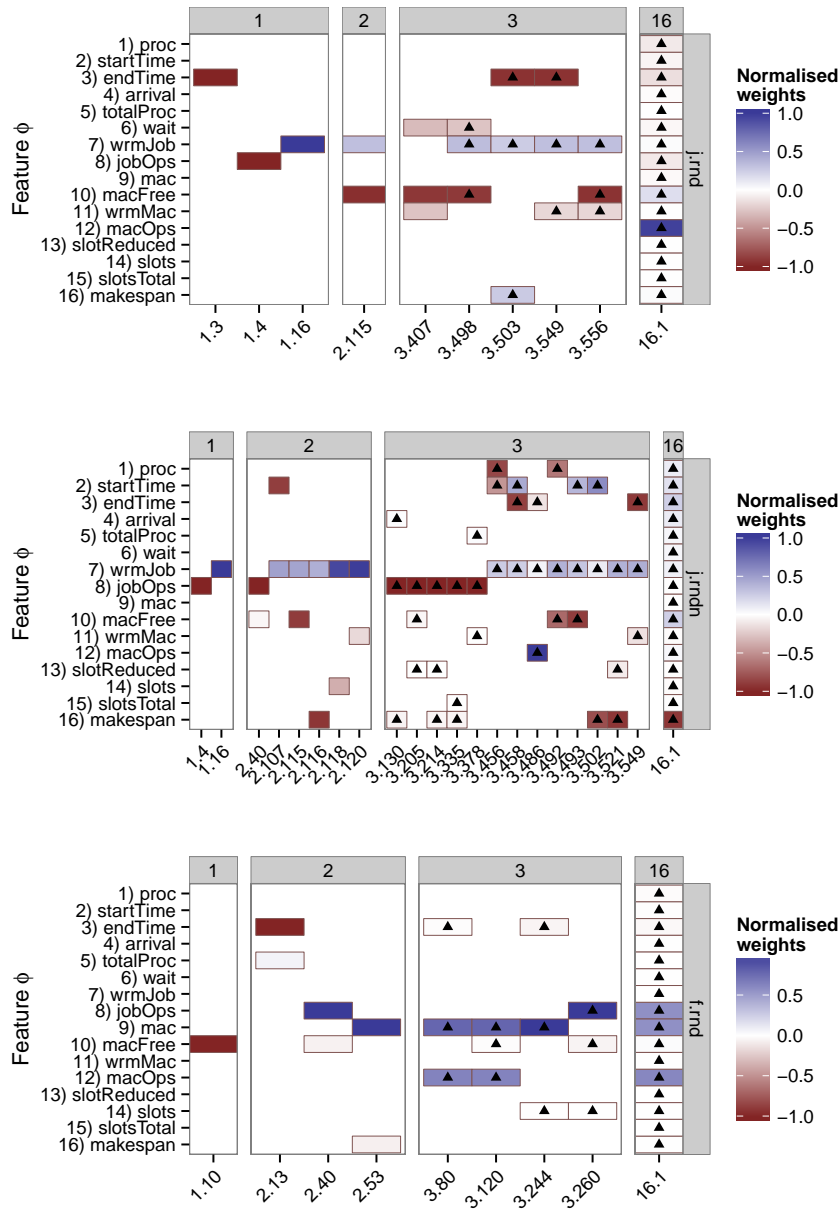 1 2 3 16
1) proc
2) startTime
3) endTime
4) arrival
5) totalProc
6) wait
7) wrmJob
8) jobOps
9) mac
10) macFree
11) wrmMac
12) macOps
13) slotReduced
14) slots
15) slotsTotal
16) makespan
Feature ϕ
j.rnd
1.3 1.4 1.16 2.115 3.407 3.498 3.503 3.549 3.556 16.1
Normalised
weights
1.0
0.5
0.0
−0.5
−1.0
1 2 3 16
1) proc
2) startTime
3) endTime
4) arrival
5) totalProc
6) wait
7) wrmJob
8) jobOps
9) mac
10) macFree
11) wrmMac
12) macOps
13) slotReduced
14) slots
15) slotsTotal
16) makespan
Feature ϕ
j.rndn
1.4 1.16 2.40 2.107 2.115 2.116 2.118 2.120 3.130 3.205 3.214 3.335 3.378 3.456 3.458 3.486 3.492 3.493 3.502 3.521 3.549 16.1
Normalised
weights
1.0
0.5
0.0
−0.5
−1.0
1 2 3 16
1) proc
2) startTime
3) endTime
4) arrival
5) totalProc
6) wait
7) wrmJob
8) jobOps
9) mac
10) macFree
11) wrmMac
12) macOps
13) slotReduced
14) slots
15) slotsTotal
16) makespan
Feature ϕ
f.rnd
1.10 2.13 2.40 2.53 3.80 3.120 3.244 3.260 16.1
Normalised
weights
0.5
0.0
−0.5
−1.0